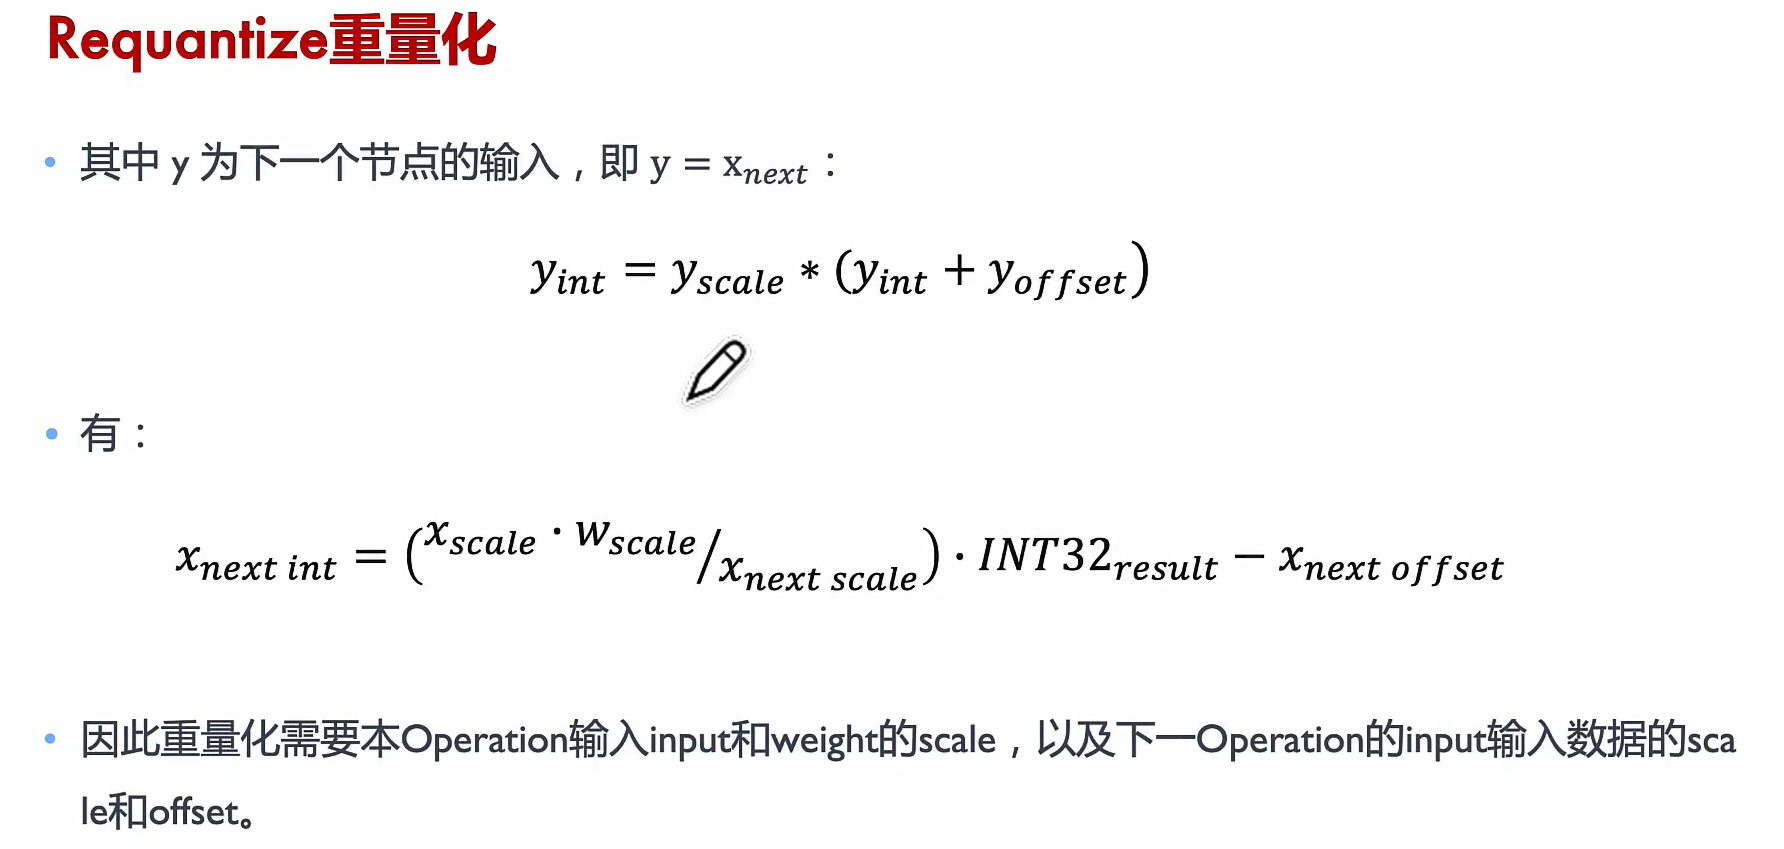 Requantize重量化
• 其中 y 为下一个节点的输入，即 y = x_{next}：
y_{int} = y_{scale} * (y_{int} + y_{offset})
• 有：
x_{next int} = (x_{scale} · w_{scale}/x_{next scale}) · INT32_{result} − x_{next offset}
• 因此重量化需要本Operation输入input和weight的scale，以及下一Operation的input输入数据的sca
le和offset。